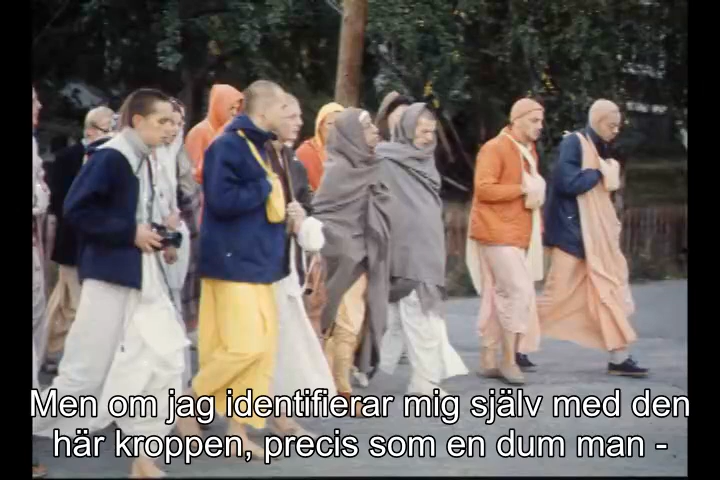 Men om jag identifierar mig själv med den
här kroppen, precis som en dum man -